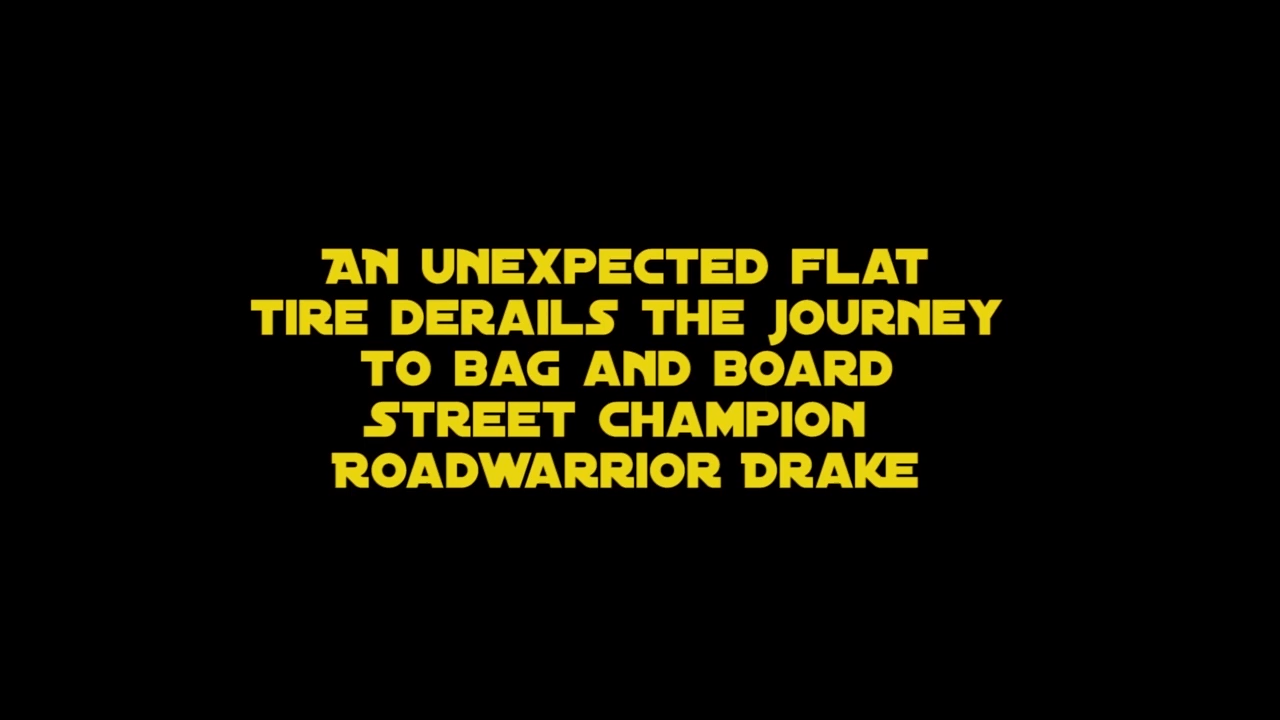 An unexpected flat
tire derails the journey
to bag and board
Street Champion
Roadwarrior Drake